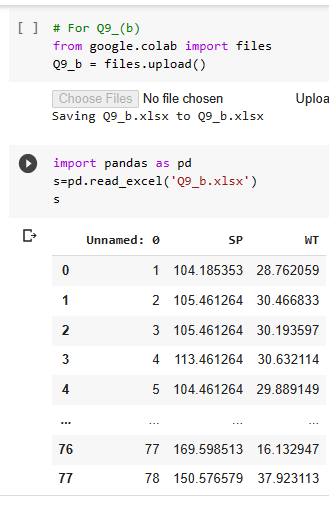 [ ] # For Q9_(b)
from google.colab import files
Q9_b = files.upload()
Choose Files No file chosen Uploa
Saving Q9_b.xlsx to Q9_b.xlsx
import pandas as pd
s=pd.read_excel('Q9_b.xlsx')
s
Unnamed: 0 SP WT
0 1 104.185353 28.762059
1 2 105.461264 30.466833
2 3 105.461264 30.193597
3 4 113.461264 30.632114
4 5 104.461264 29.889149
... ... ... ...
76 77 169.598513 16.132947
77 78 150.576579 37.923113